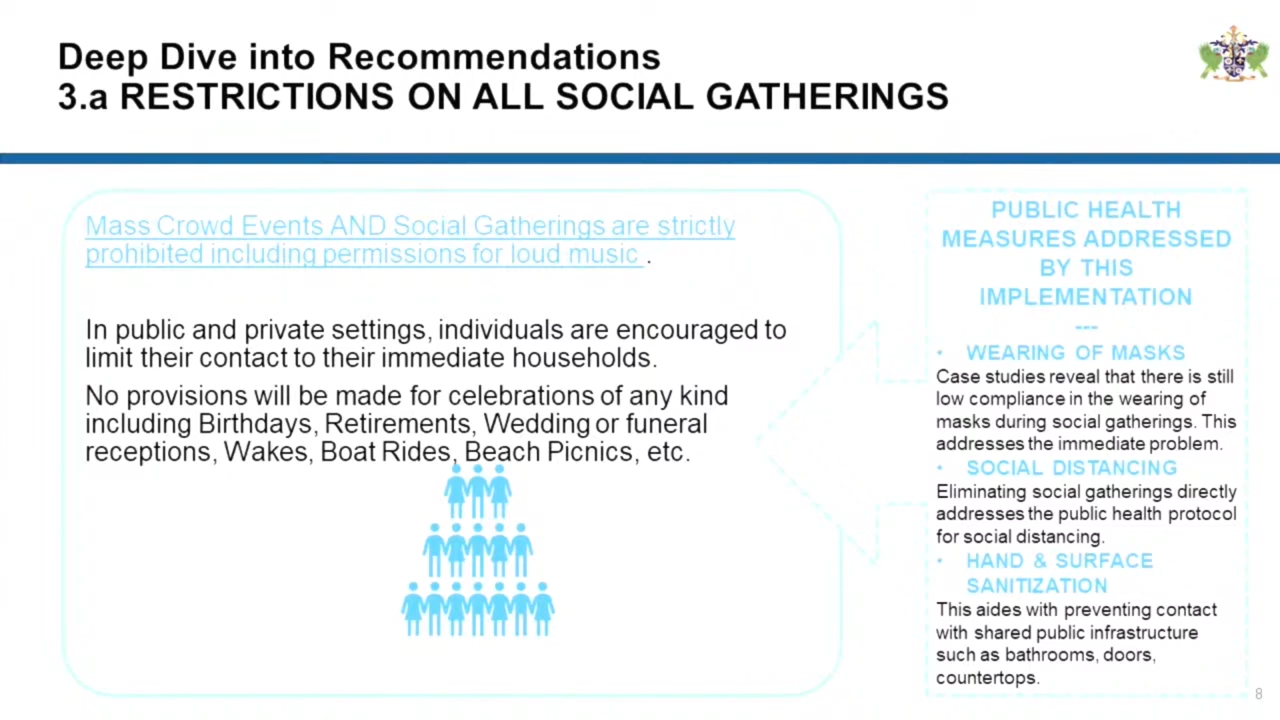 Deep Dive into Recommendations
3.a RESTRICTIONS ON ALL SOCIAL GATHERINGS
Mass Crowd Events AND Social Gatherings are strictly
prohibited including permissions for loud music .
In public and private settings, individuals are encouraged to
limit their contact to their immediate households.
No provisions will be made for celebrations of any kind
including Birthdays, Retirements, Wedding or funeral
receptions, Wakes, Boat Rides, Beach Picnics, etc.
PUBLIC HEALTH
MEASURES ADDRESSED
BY THIS
IMPLEMENTATION
---
• WEARING OF MASKS
Case studies reveal that there is still
low compliance in the wearing of
masks during social gatherings. This
addresses the immediate problem.
• SOCIAL DISTANCING
Eliminating social gatherings directly
addresses the public health protocol
for social distancing.
• HAND & SURFACE
SANITIZATION
This aides with preventing contact
with shared public infrastructure
such as bathrooms, doors,
countertops.
8